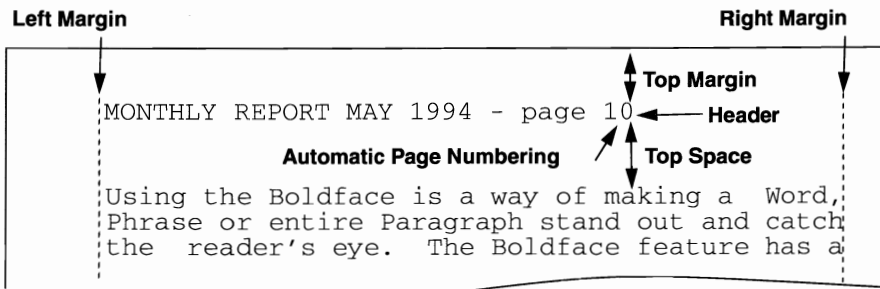 Left Margin Right Margin
Top Margin
MONTHLY REPORT MAY 1994 - page 10 Header
Automatic Page Numbering Top Space
Using the Boldface is a way of making a Word,
Phrase or entire Paragraph stand out and catch
the reader's eye. The Boldface feature has a